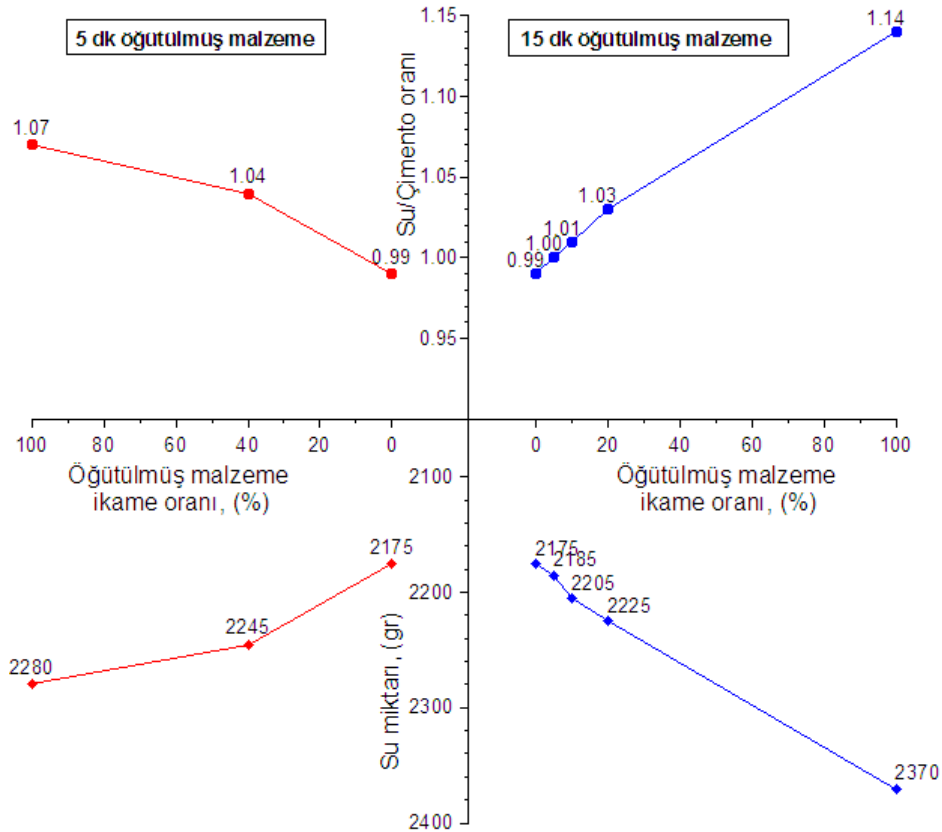 5 dk öğütülmüş malzeme
15 dk öğütülmüş malzeme
Su/Çimento oranı
1.15
1.10
1.05
1.00
0.95
1.07
1.04
0.99
0.99
1.00
1.01
1.03
1.14
100 80 60 40 20 0
0 20 40 60 80 100
Öğütülmüş malzeme
ikame oranı, (%)
Öğütülmüş malzeme
ikame oranı, (%)
Su miktarı, (gr)
2100
2200
2300
2400
2280
2245
2175
2175
2185
2205
2225
2370